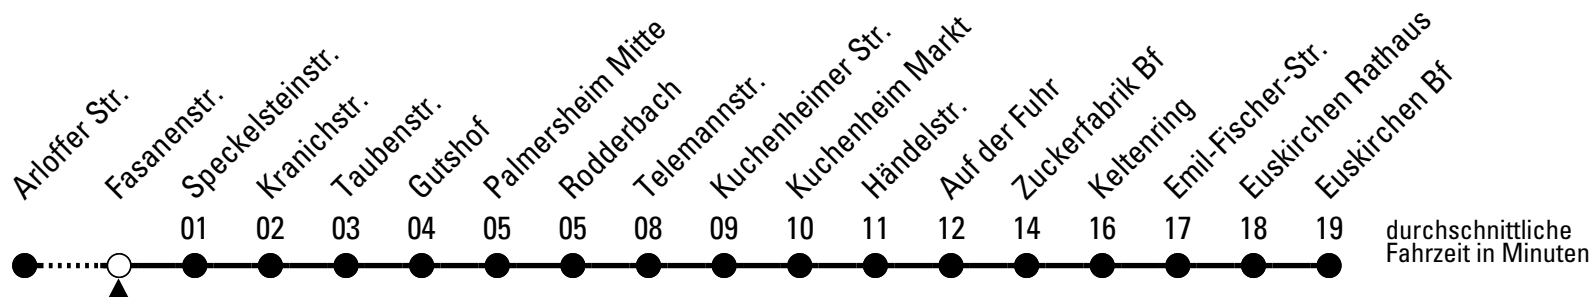 Arloffer Str.
Fasanenstr.
Speckelsteinstr.
Kranichstr.
Taubenstr.
Gutshof
Palmersheim Mitte
Rodderbach
Telemannstr.
Kuchenheimer Str.
Kuchenheim Markt
Händelstr.
Auf der Fuhr
Zuckerfabrik Bf
Keltenring
Emil-Fischer-Str.
Euskirchen Rathaus
Euskirchen Bf
01 02 03 04 05 05 08 09 10 11 12 14 16 17 18 19
durchschnittliche
Fahrzeit in Minuten